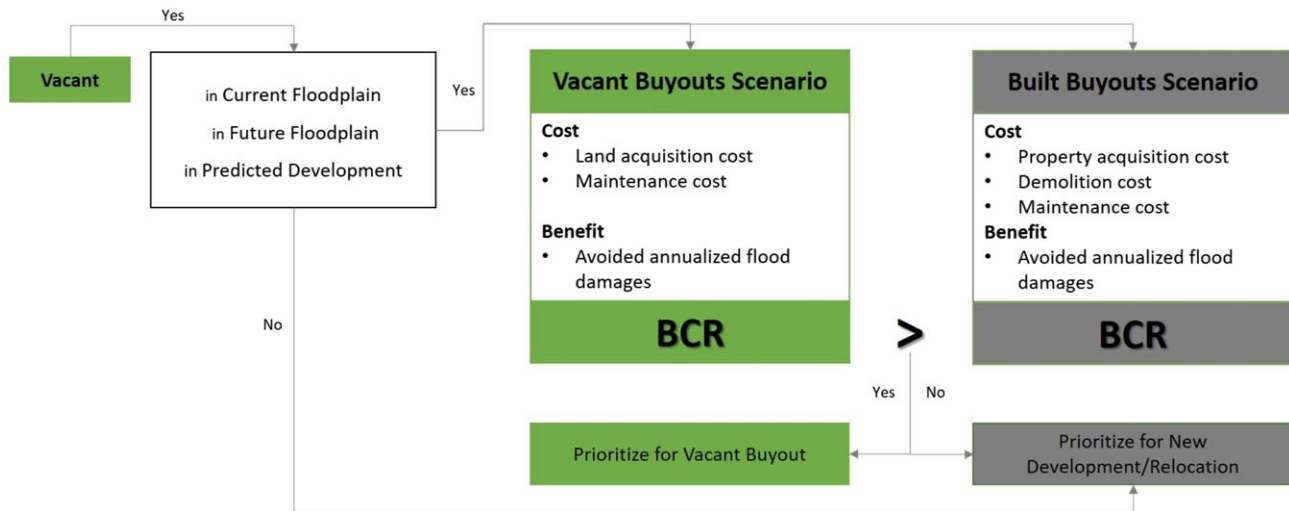 Yes
Vacant
in Current Floodplain
in Future Floodplain
in Predicted Development
Yes
No
Vacant Buyouts Scenario
Cost
• Land acquisition cost
• Maintenance cost
Benefit
• Avoided annualized flood
damages
BCR
>
Built Buyouts Scenario
Cost
• Property acquisition cost
• Demolition cost
• Maintenance cost
Benefit
• Avoided annualized flood
damages
BCR
Yes
No
Prioritize for Vacant Buyout
Prioritize for New
Development/Relocation